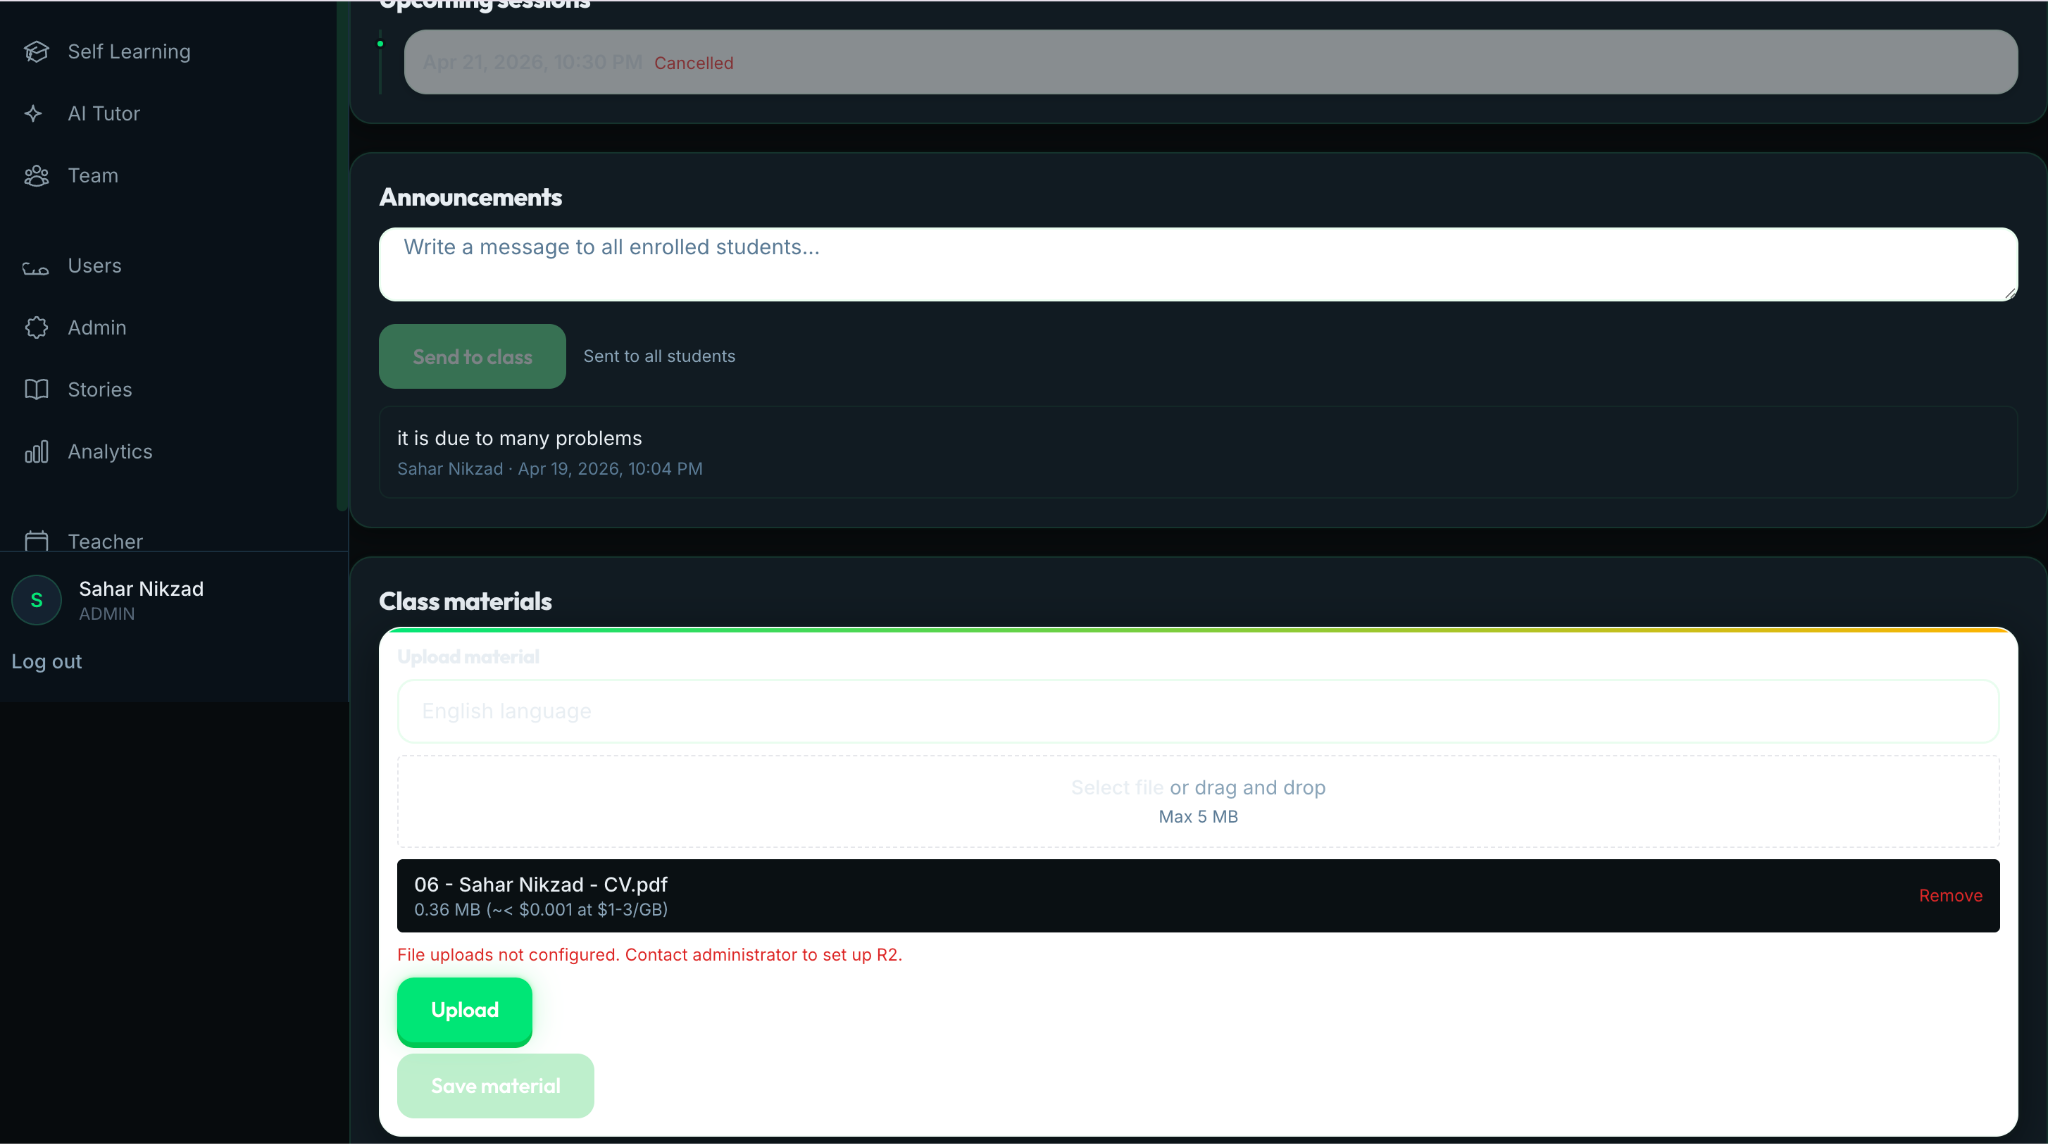 Self Learning
AI Tutor
Team
Users
Admin
Stories
Analytics
Teacher
Sahar Nikzad
S
ADMIN
Log out
Upcoming sessions
Apr 21, 2026, 10:30 PM Cancelled
Announcements
Write a message to all enrolled students...
Send to class Sent to all students
it is due to many problems
Sahar Nikzad · Apr 19, 2026, 10:04 PM
Class materials
Upload material
English language
Select file or drag and drop
Max 5 MB
06 - Sahar Nikzad - CV.pdf
0.36 MB (~< $0.001 at $1-3/GB)
Remove
File uploads not configured. Contact administrator to set up R2.
Upload
Save material